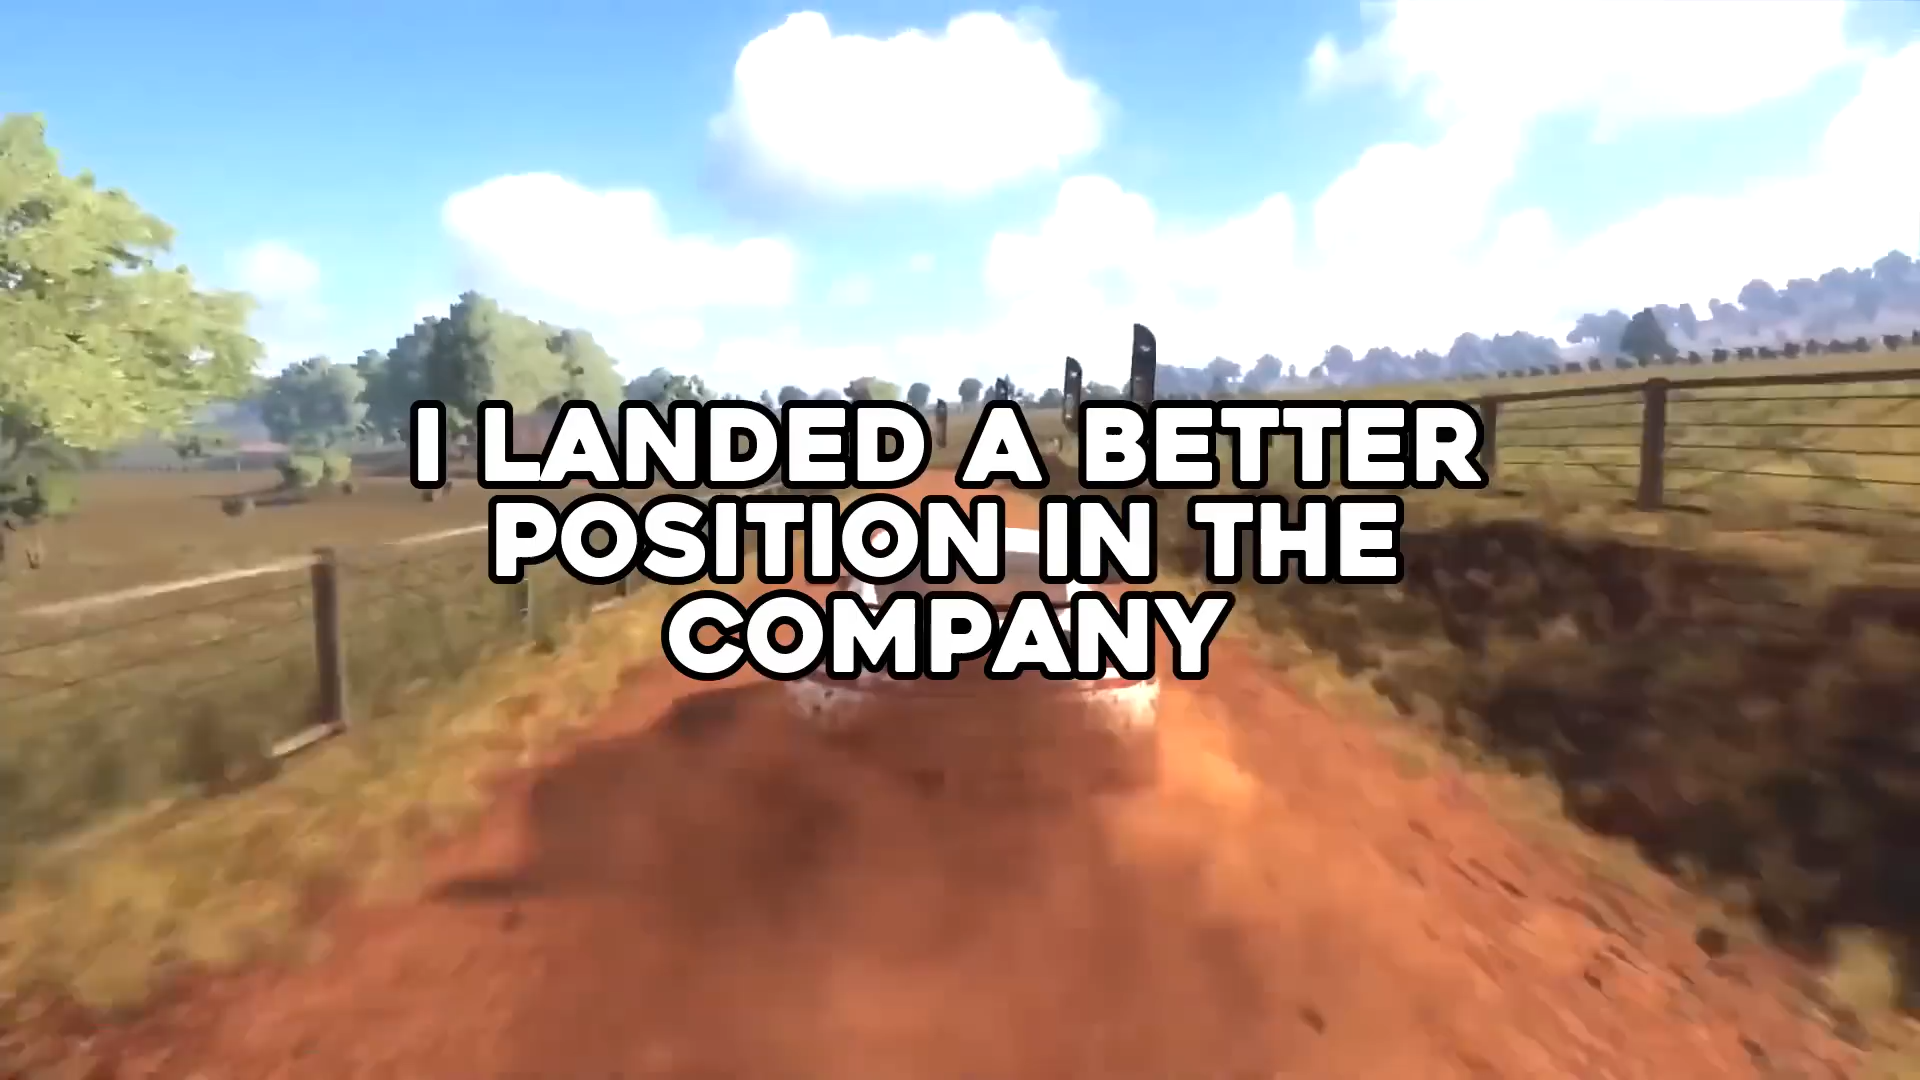 I LANDED A BETTER
POSITION IN THE
COMPANY